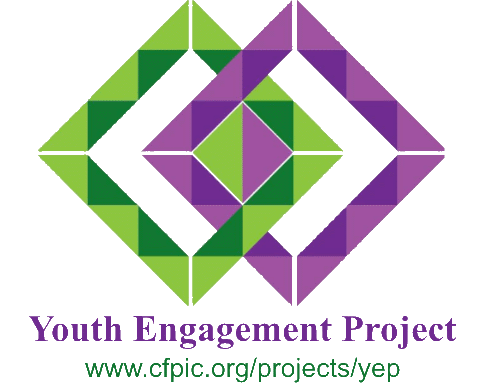 Youth Engagement Project
www.cfpic.org/projects/yep